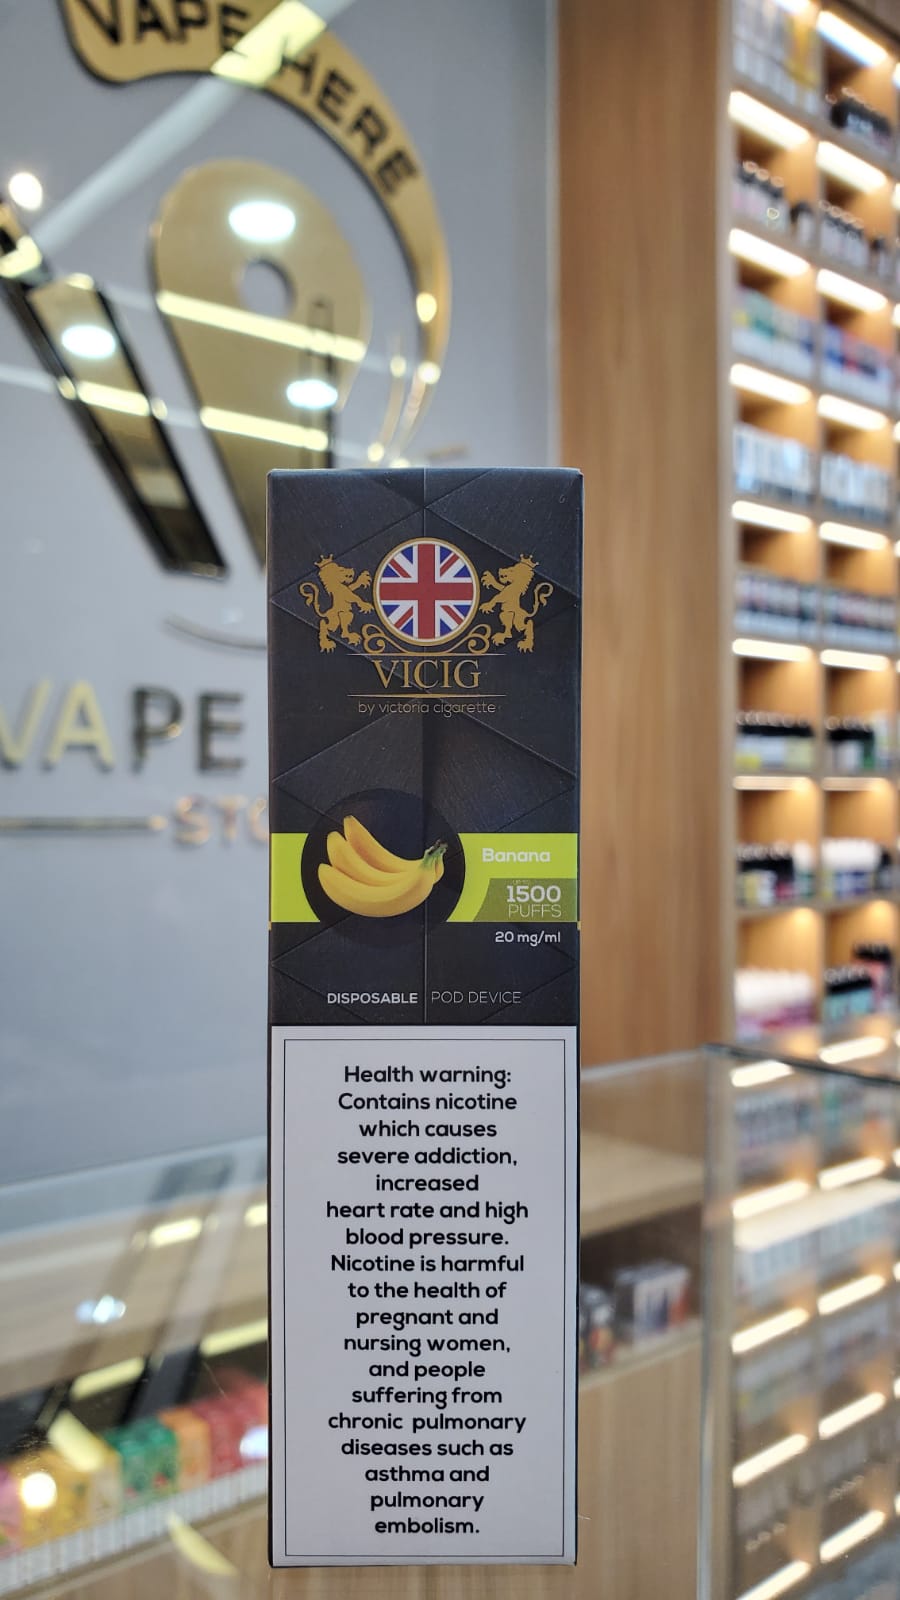 VAPE HERE
VAPE
STO
VICIG
by victoria cigarette
Banana
1500
PUFFS
20 mg/ml
DISPOSABLE POD DEVICE
Health warning:
Contains nicotine
which causes
severe addiction,
increased
heart rate and high
blood pressure.
Nicotine is harmful
to the health of
pregnant and
nursing women,
and people
suffering from
chronic pulmonary
diseases such as
asthma and
pulmonary
embolism.